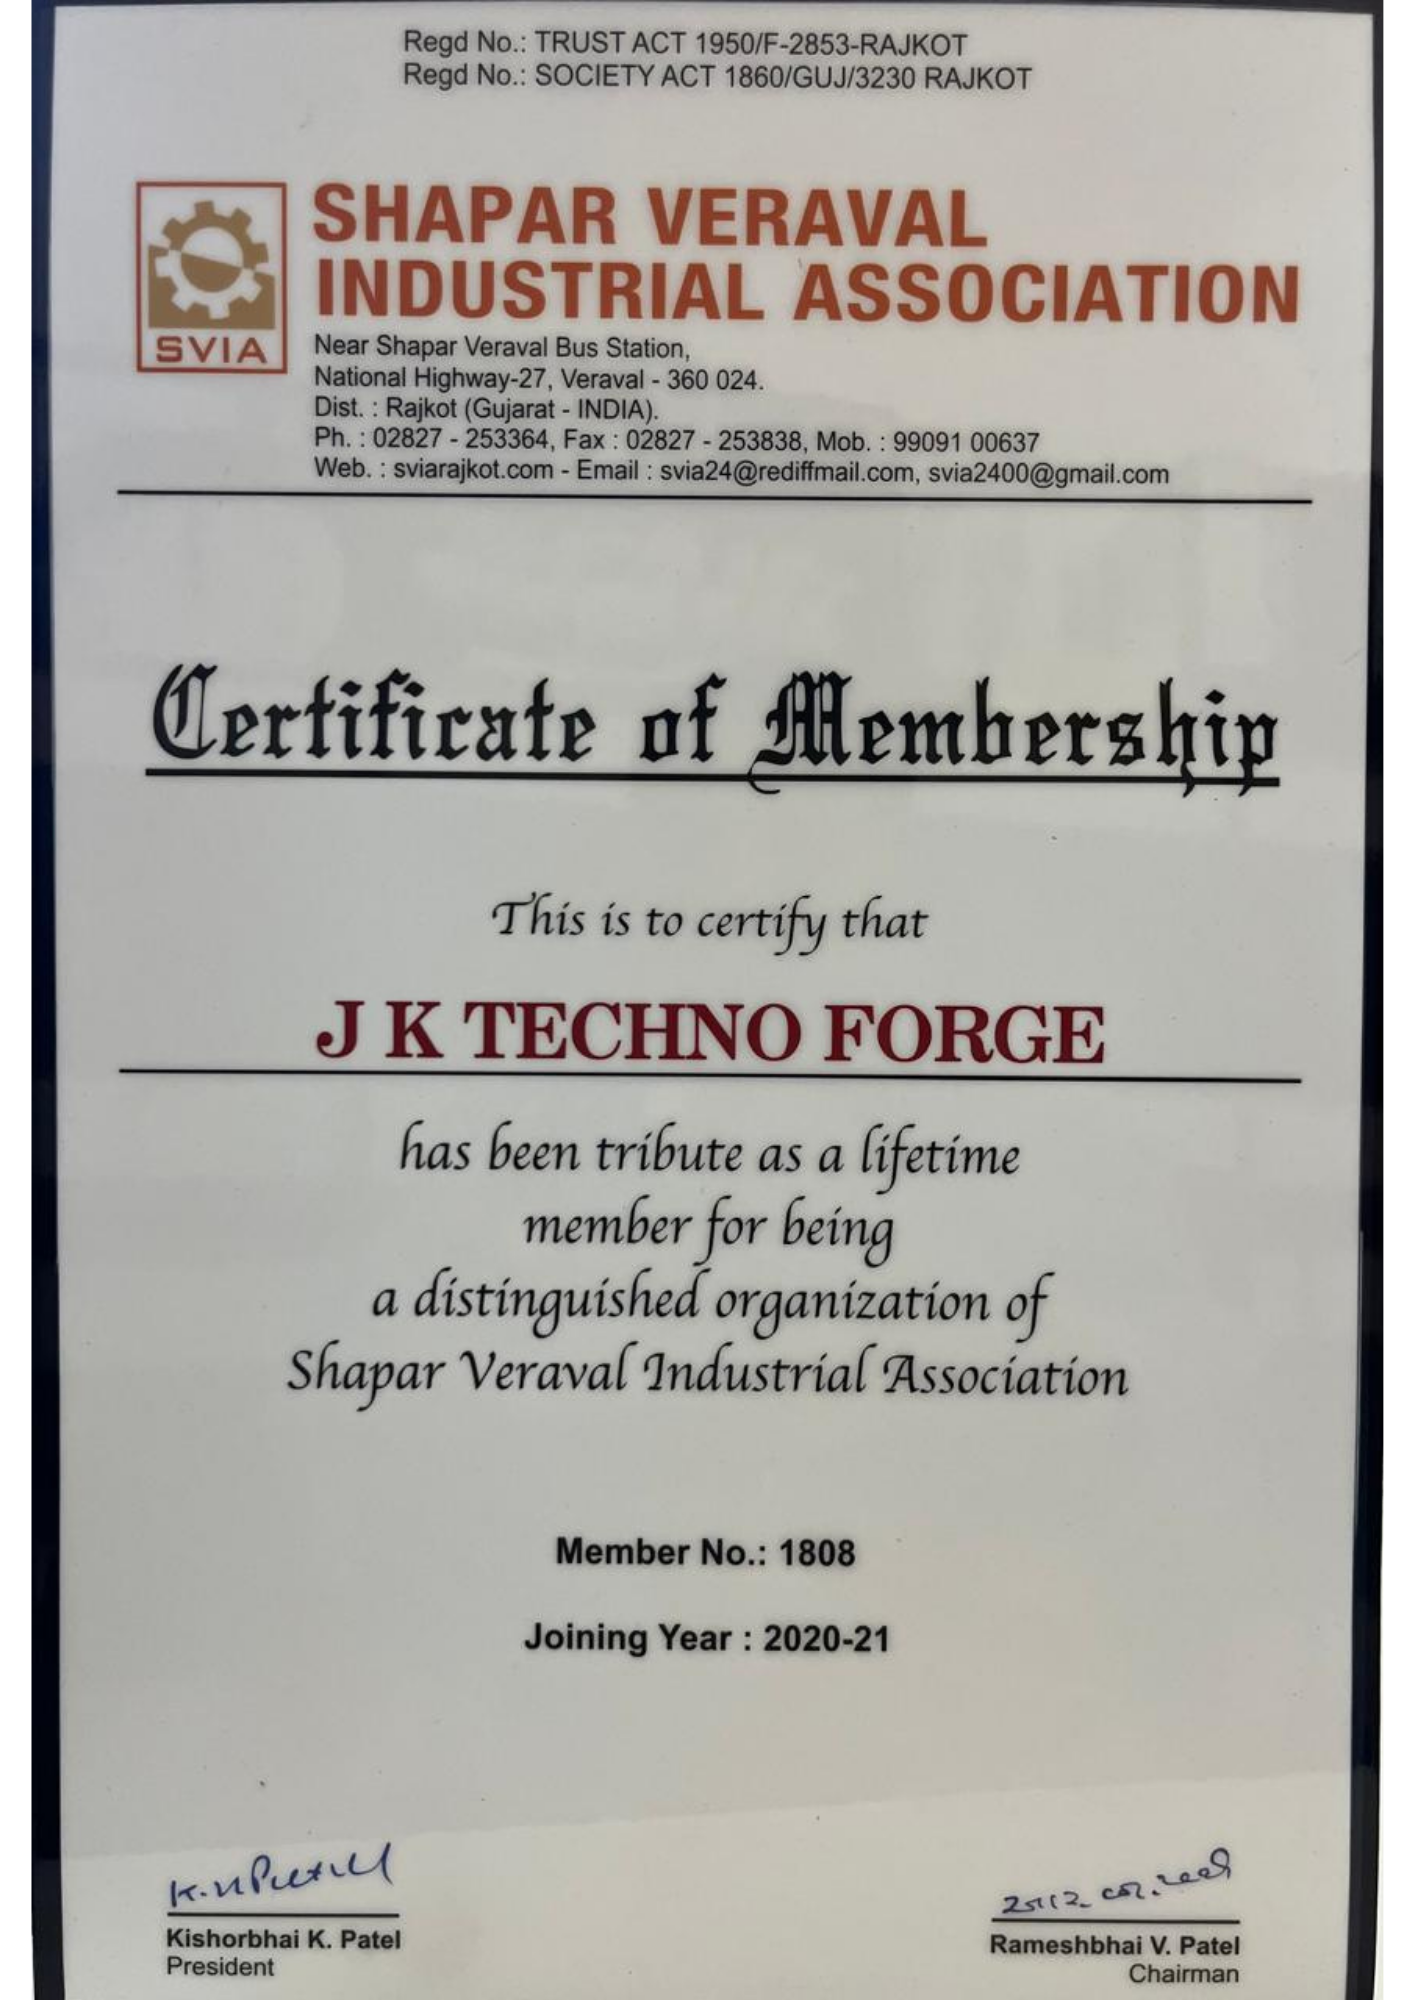 Regd No.: TRUST ACT 1950/F-2853-RAJKOT
Regd No.: SOCIETY ACT 1860/GUJ/3230 RAJKOT
SHAPAR VERAVAL
INDUSTRIAL ASSOCIATION
SVIA
Near Shapar Veraval Bus Station,
National Highway-27, Veraval - 360 024.
Dist. : Rajkot (Gujarat - INDIA).
Ph. : 02827 - 253364, Fax : 02827 - 253838, Mob. : 99091 00637
Web. : sviarajkot.com - Email : svia24@rediffmail.com, svia2400@gmail.com
Certificate of Membership
This is to certify that
J K TECHNO FORGE
has been tribute as a lifetime
member for being
a distinguished organization of
Shapar Veraval Industrial Association
Member No.: 1808
Joining Year : 2020-21
Kishorbhai K. Patel
President
Rameshbhai V. Patel
Chairman